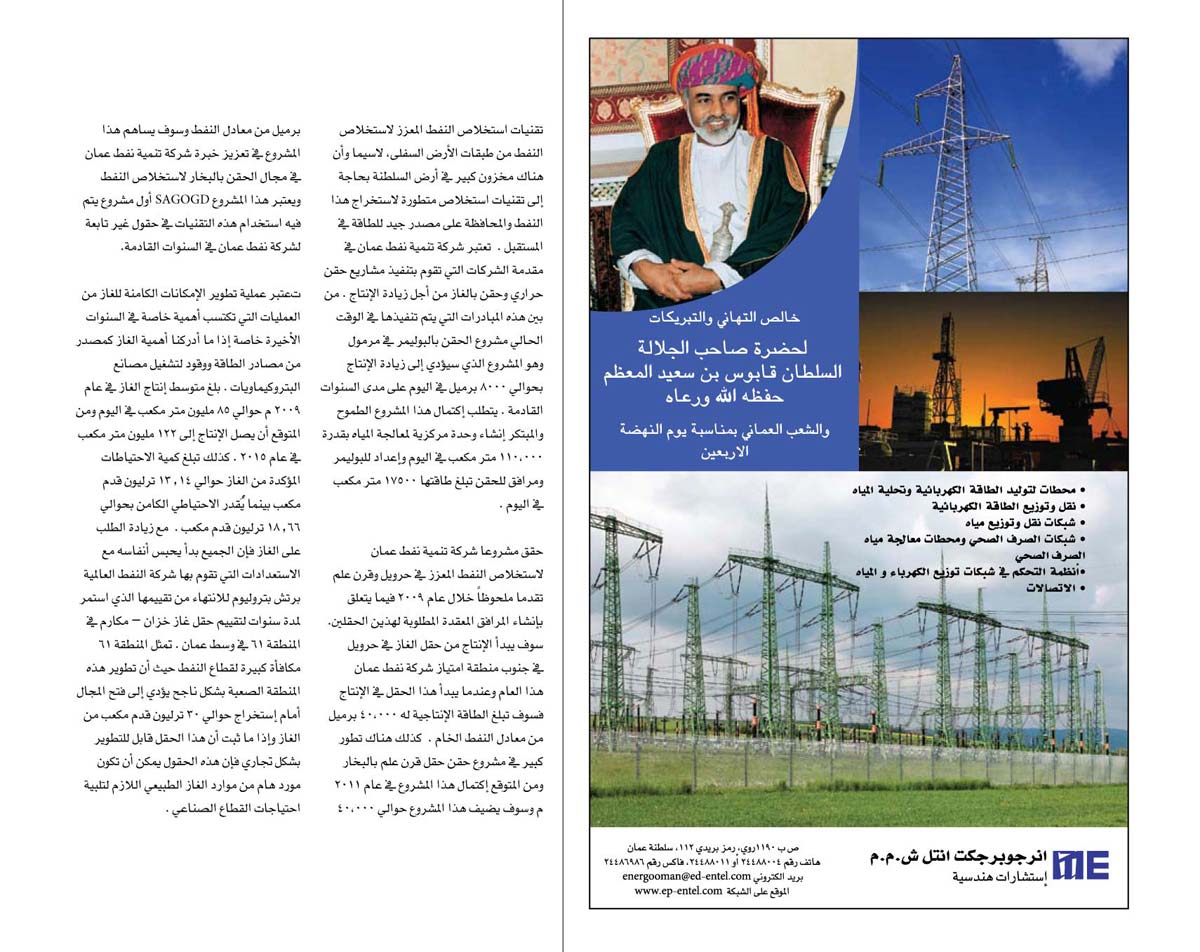 خالص التهاني والتبريكات
لحضرة صاحب الجلالة
السلطان قابوس بن سعيد المعظم
حفظه الله ورعاه
والشعب العماني بمناسبة يوم النهضة
الاربعين
• محطات لتوليد الطاقة الكهربائية وتحلية المياه
• نقل وتوزيع الطاقة الكهربائية
• شبكات نقل وتوزيع مياه
• شبكات الصرف الصحي ومحطات معالجة مياه
الصرف الصحي
•أنظمة التحكم في شبكات توزيع الكهرباء و المياه
• الاتصالات
انرجوبرجكت انتل ش.م.م
إستشارات هندسية
ص ب ١١٩٠روي، رمز بريدي ١١٢، سلطنة عمان
هاتف رقم ٢٤٤٨٨٠٠٤ أو ٢٤٤٨٨٠١١، فاكس رقم ٢٤٤٨٦٩٨٦
بريد الكتروني energooman@ed-entel.com
الموقع على الشبكة www.ep-entel.com
تقنيات استخلاص النفط المعزز لاستخلاص
النفط من طبقات الأرض السفلى، لاسيما وأن
هناك مخزون كبير في أرض السلطنة بحاجة
إلى تقنيات استخلاص متطورة لاستخراج هذا
النفط والمحافظة على مصدر جيد للطاقة في
المستقبل . تعتبر شركة تنمية نفط عمان في
مقدمة الشركات التي تقوم بتنفيذ مشاريع حقن
حراري وحقن بالغاز من أجل زيادة الإنتاج . من
بين هذه المبادرات التي يتم تنفيذها في الوقت
الحالي مشروع الحقن بالبوليمر في مرمول
وهو المشروع الذي سيؤدي إلى زيادة الإنتاج
بحوالي ٨٠٠٠ برميل في اليوم على مدى السنوات
القادمة . يتطلب إكتمال هذا المشروع الطموح
والمبتكر إنشاء وحدة مركزية لمعالجة المياه بقدرة
١١٠،٠٠٠ متر مكعب في اليوم وإعداد للبوليمر
ومرافق للحقن تبلغ طاقتها ١٧٥٠٠ متر مكعب
في اليوم .
حقق مشروعا شركة تنمية نفط عمان
لاستخلاص النفط المعزز في حرويل وقرن علم
تقدما ملحوظاً خلال عام ٢٠٠٩ فيما يتعلق
بإنشاء المرافق المعقدة المطلوبة لهذين الحقلين.
سوف يبدأ الإنتاج من حقل الغاز في حرويل
في جنوب منطقة امتياز شركة نفط عمان
هذا العام وعندما يبدأ هذا الحقل في الإنتاج
فسوف تبلغ الطاقة الإنتاجية له ٤٠،٠٠٠ برميل
من معادل النفط الخام . كذلك هناك تطور
كبير في مشروع حقن حقل قرن علم بالبخار
ومن المتوقع إكتمال هذا المشروع في عام ٢٠١١
م وسوف يضيف هذا المشروع حوالي ٤٠،٠٠٠
برميل من معادل النفط وسوف يساهم هذا
المشروع في تعزيز خبرة شركة تنمية نفط عمان
في مجال الحقن بالبخار لاستخلاص النفط
ويعتبر هذا المشروع SAGOGD أول مشروع يتم
فيه استخدام هذه التقنيات في حقول غير تابعة
لشركة نفط عمان في السنوات القادمة.
تعتبر عملية تطوير الإمكانات الكامنة للغاز من
العمليات التي تكتسب أهمية خاصة في السنوات
الأخيرة خاصة إذا ما أدركنا أهمية الغاز كمصدر
من مصادر الطاقة ووقود لتشغيل مصانع
البتروكيماويات . بلغ متوسط إنتاج الغاز في عام
٢٠٠٩ م حوالي ٨٥ مليون متر مكعب في اليوم ومن
المتوقع أن يصل الإنتاج إلى ١٢٢ مليون متر مكعب
في عام ٢٠١٥ . كذلك تبلغ كمية الاحتياطات
المؤكدة من الغاز حوالي ١٣,١٤ ترليون قدم
مكعب بينما يُقدر الاحتياطي الكامن بحوالي
١٨,٦٦ ترليون قدم مكعب . مع زيادة الطلب
على الغاز فإن الجميع بدأ يحبس أنفاسه مع
الاستعدادات التي تقوم بها شركة النفط العالمية
برتش بتروليوم للانتهاء من تقييمها الذي استمر
لمدة سنوات لتقييم حقل غاز خزان – مكارم في
المنطقة ٦١ في وسط عمان . تمثل المنطقة ٦١
مكافأة كبيرة لقطاع النفط حيث أن تطوير هذه
المنطقة الصعبة بشكل ناجح يؤدي إلى فتح المجال
أمام إستخراج حوالي ٣٠ ترليون قدم مكعب من
الغاز وإذا ما ثبت أن هذا الحقل قابل للتطوير
بشكل تجاري فإن هذه الحقول يمكن أن تكون
مورد هام من موارد الغاز الطبيعي اللازم لتلبية
احتياجات القطاع الصناعي .